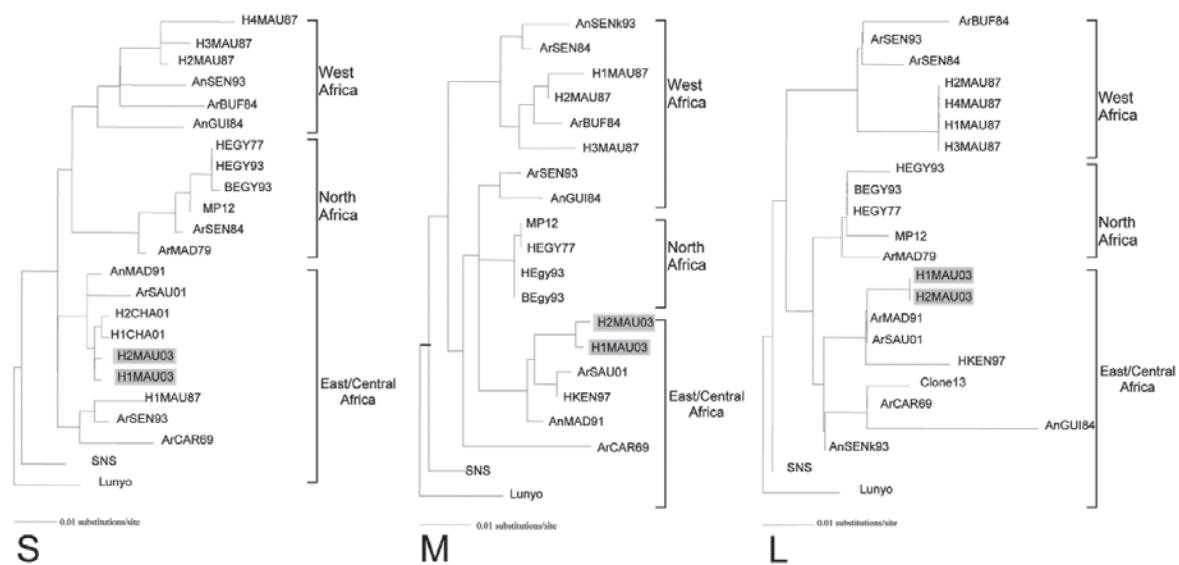 H4MAU87
H3MAU87
H2MAU87
AnSEN93
ArBUF84
AnGUI84
West
Africa
HEGY77
HEGY93
BEGY93
MP12
ArSEN84
ArMAD79
North
Africa
AnMAD91
ArSAU01
H2CHA01
H1CHA01
H2MAU03
H1MAU03
H1MAU87
ArSEN93
ArCAR69
SNS
Lunyo
East/Central
Africa
0.01 substitutions/site
S
AnSENk93
ArSEN84
H1MAU87
H2MAU87
ArBUF84
H3MAU87
ArSEN93
AnGUI84
West
Africa
MP12
HEGY77
HEgy93
BEgy93
North
Africa
H2MAU03
H1MAU03
ArSAU01
HKEN97
AnMAD91
ArCAR69
SNS
Lunyo
East/Central
Africa
0.01 substitutions/site
M
ArBUF84
ArSEN93
ArSEN84
H2MAU87
H4MAU87
H1MAU87
H3MAU87
West
Africa
HEGY93
BEGY93
HEGY77
MP12
ArMAD79
North
Africa
H1MAU03
H2MAU03
ArMAD91
ArSAU01
HKEN97
Clone13
ArCAR69
AnGUI84
AnSENk93
SNS
Lunyo
East/Central
Africa
0.01 substitutions/site
L